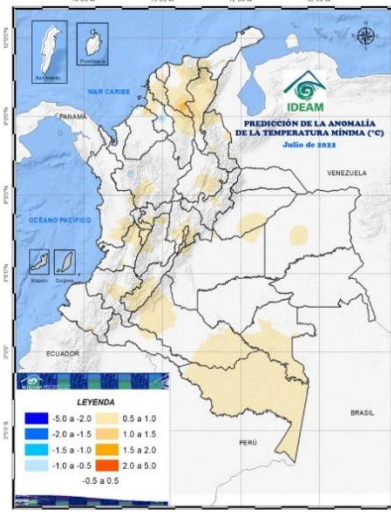 San Andrés
Providencia
MAR CARIBE
IDEAM
PREDICCIÓN DE LA ANOMALÍA
DE LA TEMPERATURA MÍNIMA (°C)
Julio de 2022
PANAMÁ
VENEZUELA
OCÉANO PACÍFICO
Malpelo
Gorgona
ECUADOR
BRASIL
PERÚ
LEYENDA
-5.0 a -2.0
0.5 a 1.0
-2.0 a -1.5
1.0 a 1.5
-1.5 a -1.0
1.5 a 2.0
-1.0 a -0.5
2.0 a 5.0
-0.5 a 0.5